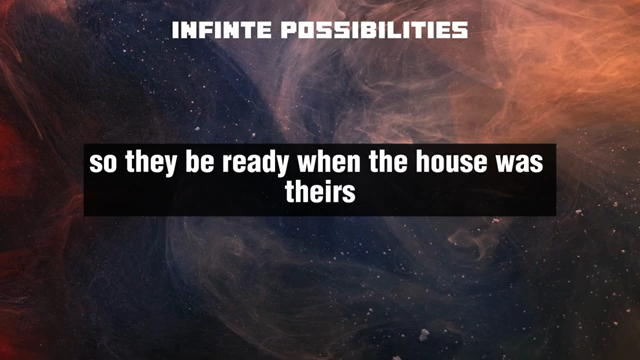 INFINTE POSSIBILITIES
so they be ready when the house was
theirs